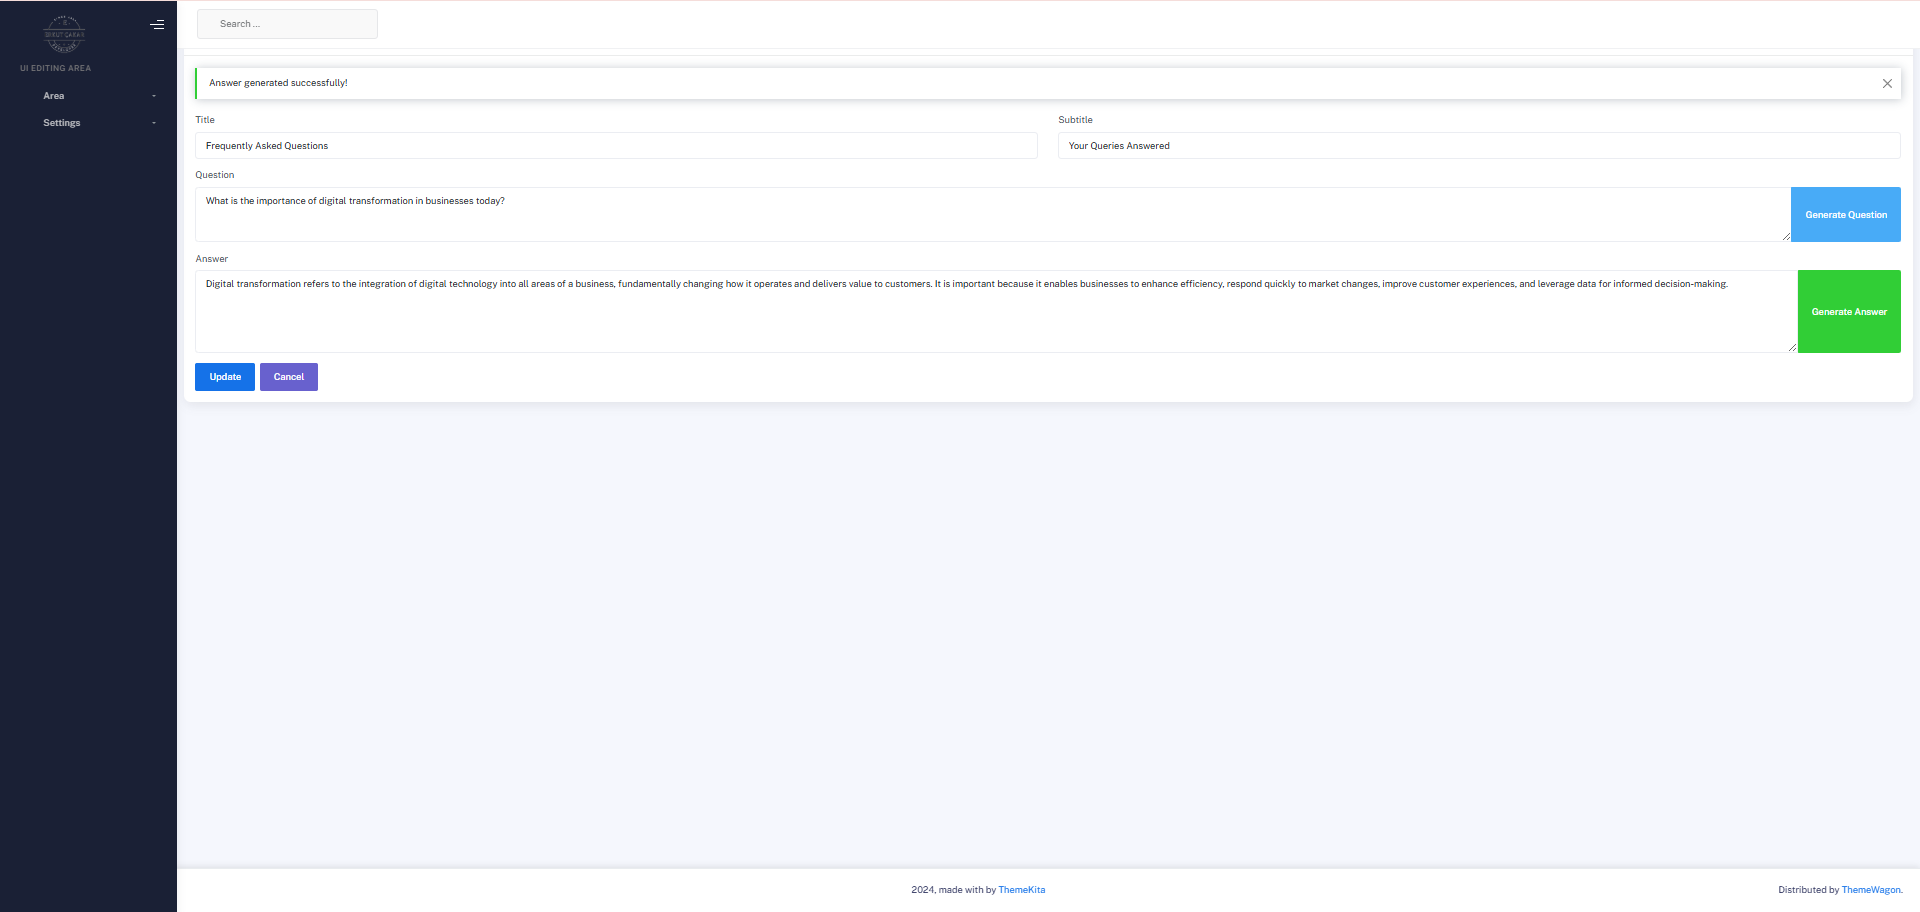 UI EDITING AREA
Area
Settings
Search ...
Answer generated successfully!
Title
Subtitle
Frequently Asked Questions
Your Queries Answered
Question
What is the importance of digital transformation in businesses today?
Generate Question
Answer
Digital transformation refers to the integration of digital technology into all areas of a business, fundamentally changing how it operates and delivers value to customers. It is important because it enables businesses to enhance efficiency, respond quickly to market changes, improve customer experiences, and leverage data for informed decision-making.
Generate Answer
Update
Cancel
2024, made with by ThemeKita
Distributed by ThemeWagon.